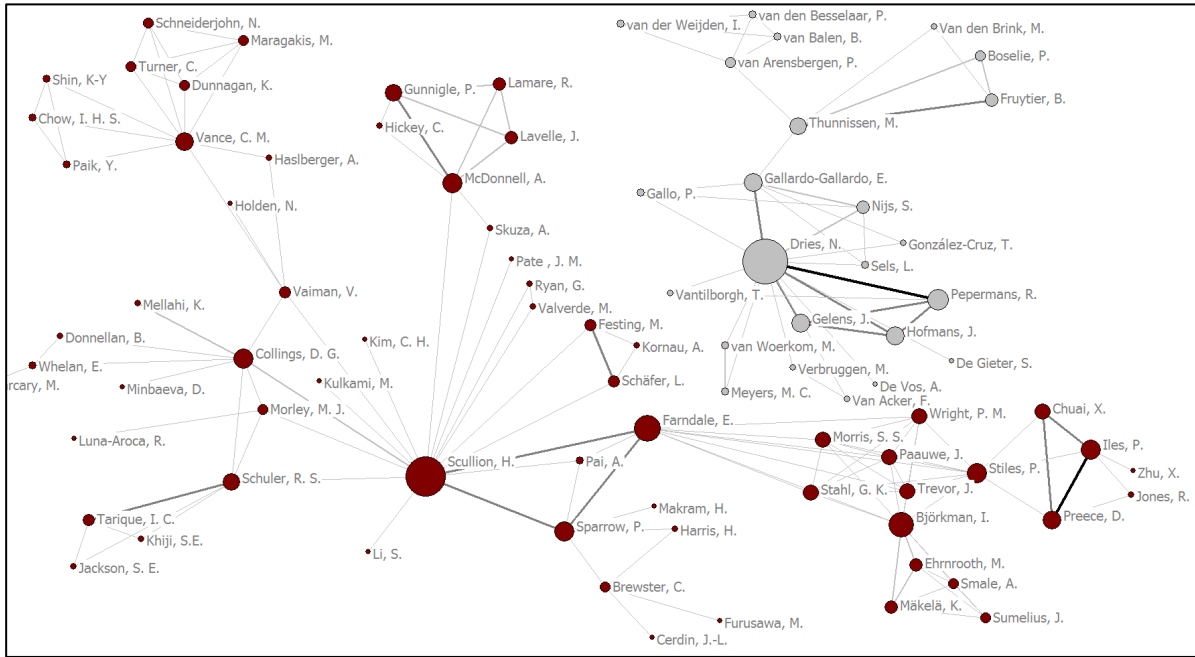 Schneiderjohn, N.
Maragakis, M.
Turner, C.
Dunnagan, K.
Shin, K-Y
Chow, I. H. S.
Vance, C. M.
Paik, Y.
Haslberger, A.
Holden, N.
Gunnigle, P.
Lamare, R.
Hickey, C.
Lavelle, J.
McDonnell, A.
Skuza, A.
Pate , J. M.
Ryan, G.
Valverde, M.
Vaiman, V.
Mellahi, K.
Donnellan, B.
Collings, D. G.
Whelan, E.
arcary, M.
Minbaeva, D.
Kim, C. H.
Kulkami, M.
Morley, M. J.
Luna-Aroca, R.
Festing, M.
Kornau, A.
Schäfer, L.
Farndale, E.
Scullion, H.
Pai, A.
Schuler, R. S.
Tarique, I. C.
Khiji, S.E.
Jackson, S. E.
Li, S.
Sparrow, P.
Makram, H.
Harris, H.
Brewster, C.
Furusawa, M.
Cerdin, J.-L.
van der Weijden, I.
van den Besselaar, P.
van Balen, B.
van Arensbergen, P.
Van den Brink, M.
Boselie, P.
Fruytier, B.
Thunnissen, M.
Gallardo-Gallardo, E.
Gallo, P.
Nijs, S.
Dries, N.
González-Cruz, T.
Sels, L.
Vantilborgh, T.
Pepermans, R.
Gelens, J.
Hofmans, J.
van Woerkom, M.
De Gieter, S.
Verbruggen, M.
Meyers, M. C.
De Vos, A.
Van Acker, F.
Wright, P. M.
Chuai, X.
Morris, S. S.
Paauwe, J.
Iles, P.
Stiles, P.
Zhu, X.
Stahl, G. K.
Trevor, J.
Jones, R.
Björkman, I.
Preece, D.
Ehrnrooth, M.
Smale, A.
Mäkelä, K.
Sumelius, J.